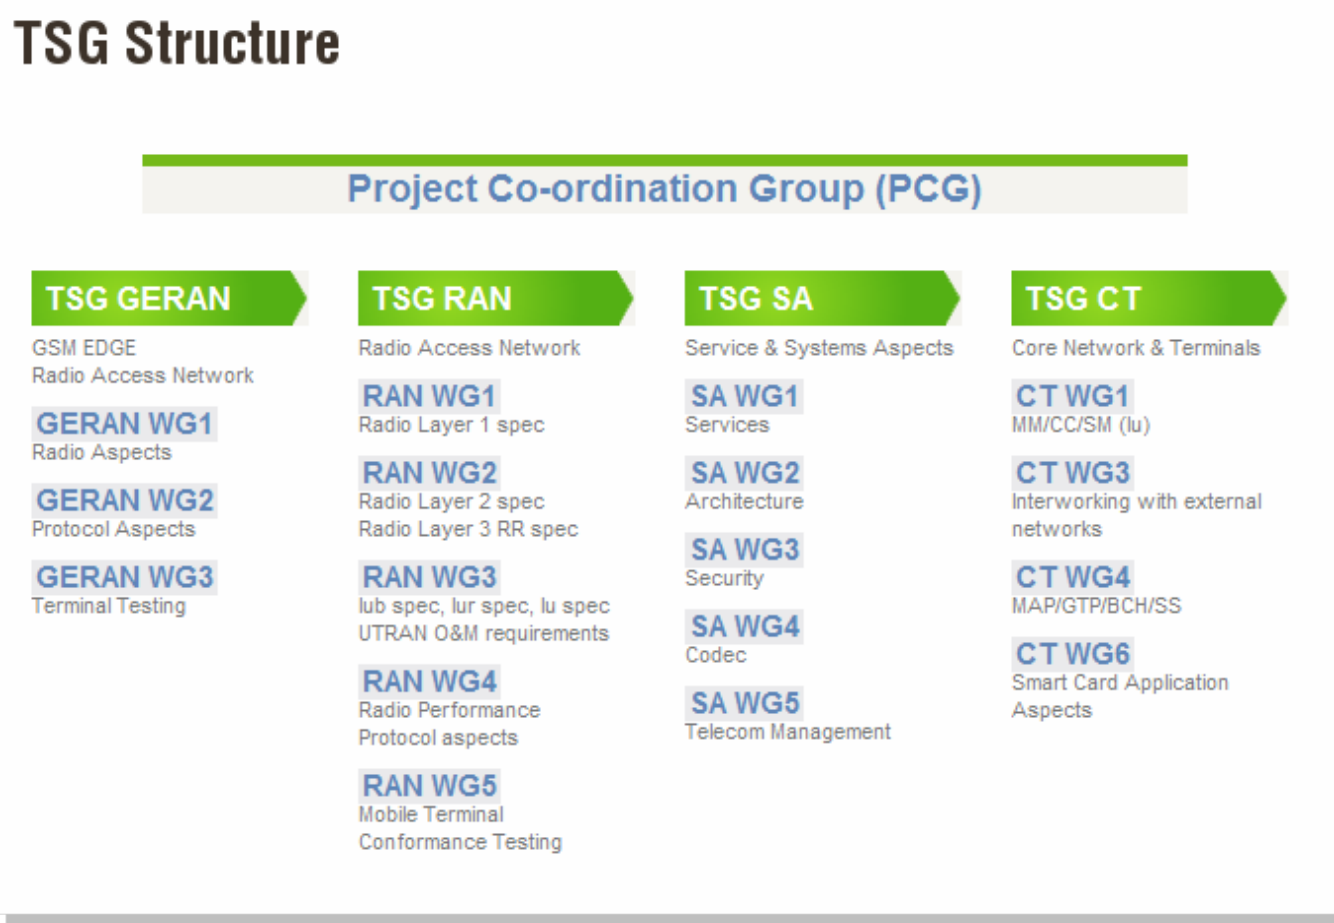 TSG Structure
Project Co-ordination Group (PCG)
TSG GERAN
GSM EDGE
Radio Access Network
GERAN WG1
Radio Aspects
GERAN WG2
Protocol Aspects
GERAN WG3
Terminal Testing
TSG RAN
Radio Access Network
RAN WG1
Radio Layer 1 spec
RAN WG2
Radio Layer 2 spec
Radio Layer 3 RR spec
RAN WG3
Iub spec, Iur spec, Iu spec
UTRAN O&M requirements
RAN WG4
Radio Performance
Protocol aspects
RAN WG5
Mobile Terminal
Conformance Testing
TSG SA
Service & Systems Aspects
SA WG1
Services
SA WG2
Architecture
SA WG3
Security
SA WG4
Codec
SA WG5
Telecom Management
TSG CT
Core Network & Terminals
CT WG1
MM/CC/SM (Iu)
CT WG3
Interworking with external
networks
CT WG4
MAP/GTP/BCH/SS
CT WG6
Smart Card Application
Aspects